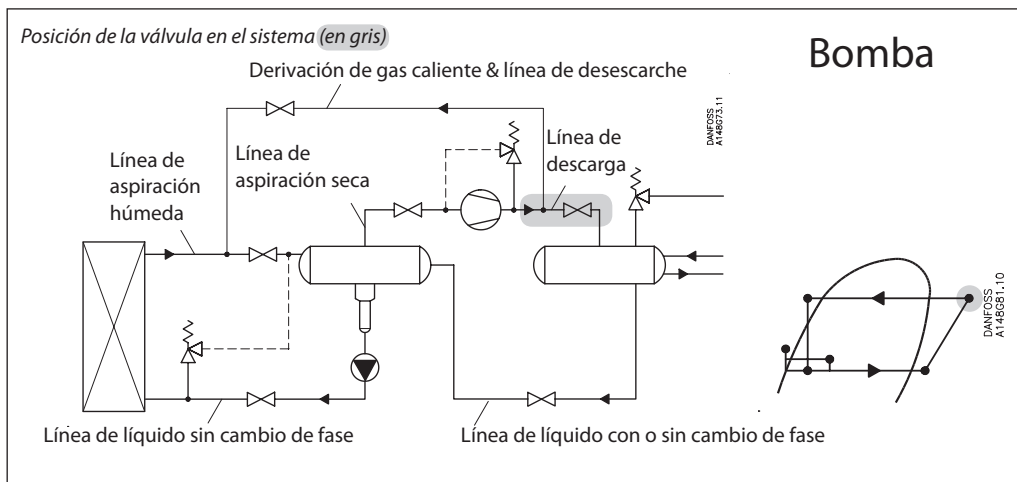 Posición de la válvula en el sistema (en gris)
Bomba
Derivación de gas caliente & línea de desescarche
DANFOSS
A148G73.11
Línea de
aspiración
húmeda
Línea de
aspiración seca
Línea de
descarga
DANFOSS
A148G81.10
Línea de líquido sin cambio de fase
Línea de líquido con o sin cambio de fase